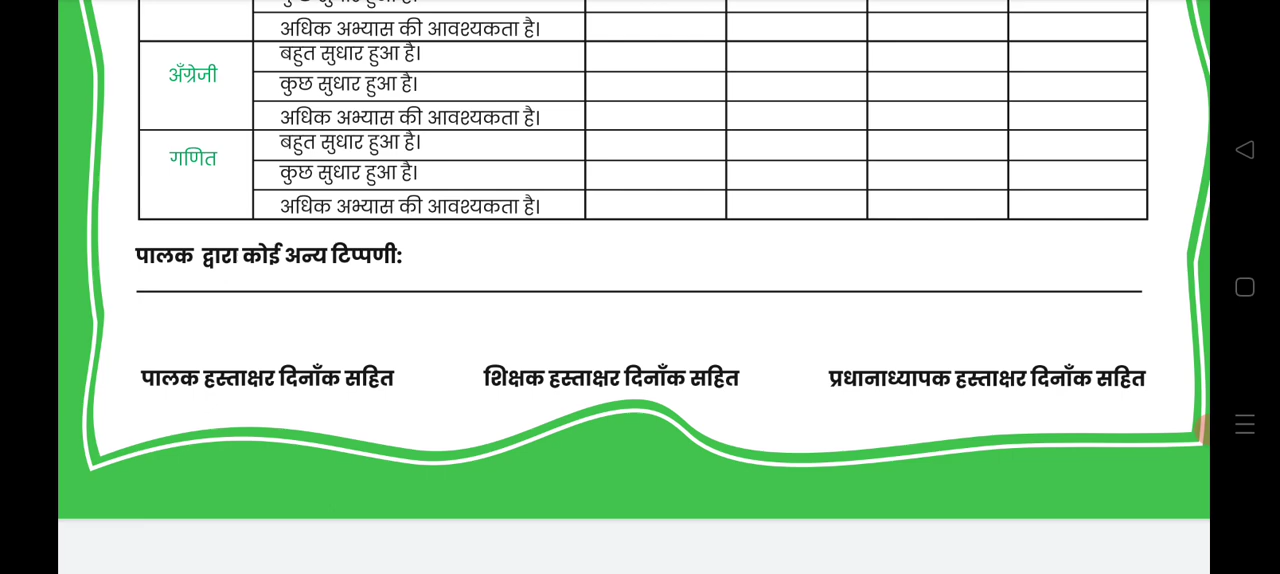 अधिक अभ्यास की आवश्यकता है।
अँग्रेजी
बहुत सुधार हुआ है।
कुछ सुधार हुआ है।
अधिक अभ्यास की आवश्यकता है।
गणित
बहुत सुधार हुआ है।
कुछ सुधार हुआ है।
अधिक अभ्यास की आवश्यकता है।
पालक द्वारा कोई अन्य टिप्पणी:
पालक हस्ताक्षर दिनाँक सहित शिक्षक हस्ताक्षर दिनाँक सहित प्रधानाध्यापक हस्ताक्षर दिनाँक सहित